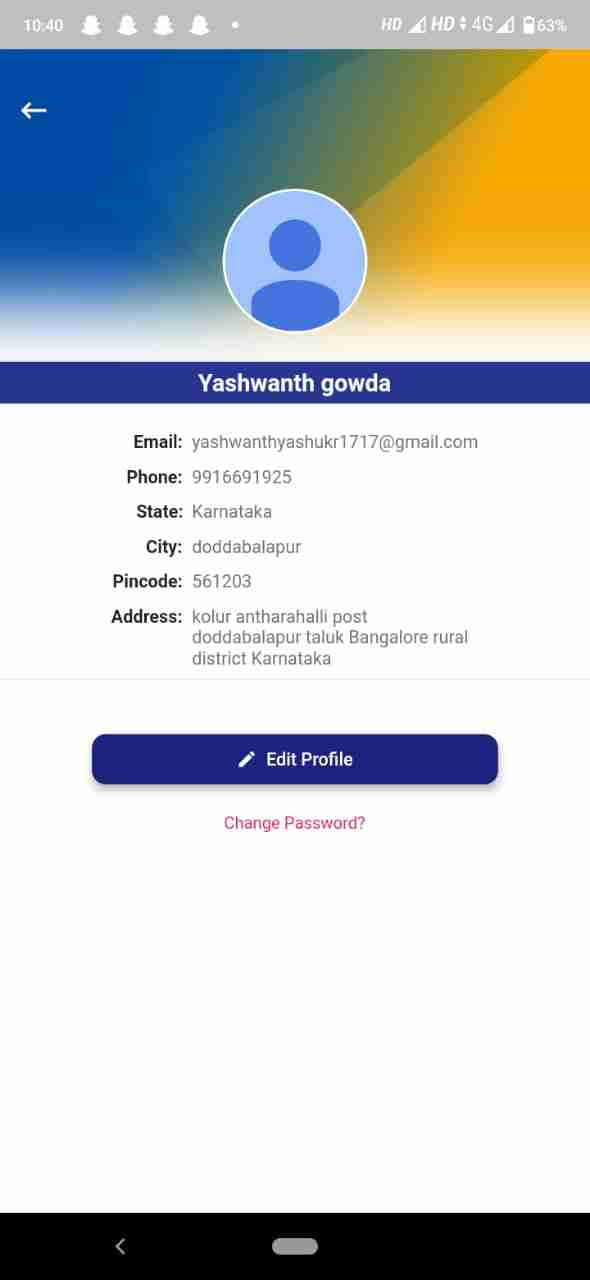 10:40 HD HD 4G 63%
Yashwanth gowda
Email: yashwanthyashukr1717@gmail.com
Phone: 9916691925
State: Karnataka
City: doddabalapur
Pincode: 561203
Address: kolur antharahalli post
doddabalapur taluk Bangalore rural
district Karnataka
Edit Profile
Change Password?